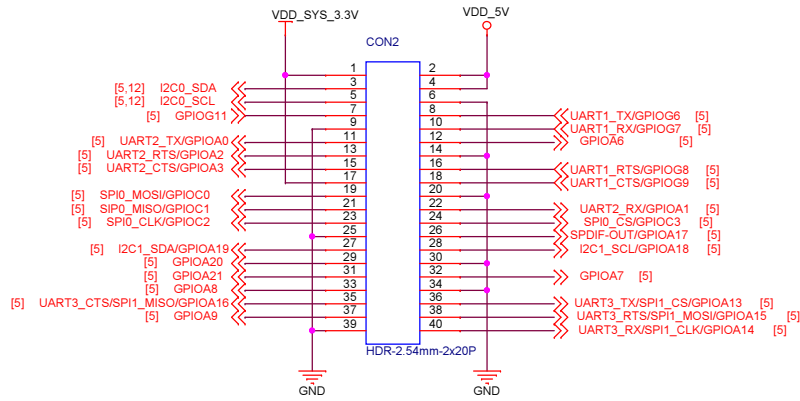 VDD_SYS_3.3V VDD_5V
CON2
1 2
[5,12] I2C0_SDA 3 4
[5,12] I2C0_SCL 5 6
[5] GPIOG11 7 8 UART1_TX/GPIOG6 [5]
9 10 UART1_RX/GPIOG7 [5]
[5] UART2_TX/GPIOA0 11 12 GPIOA6 [5]
[5] UART2_RTS/GPIOA2 13 14
[5] UART2_CTS/GPIOA3 15 16 UART1_RTS/GPIOG8 [5]
17 18 UART1_CTS/GPIOG9 [5]
[5] SPI0_MOSI/GPIOC0 19 20
[5] SIP0_MISO/GPIOC1 21 22 UART2_RX/GPIOA1 [5]
[5] SPI0_CLK/GPIOC2 23 24 SPI0_CS/GPIOC3 [5]
25 26 SPDIF-OUT/GPIOA17 [5]
[5] I2C1_SDA/GPIOA19 27 28 I2C1_SCL/GPIOA18 [5]
[5] GPIOA20 29 30
[5] GPIOA21 31 32 GPIOA7 [5]
[5] GPIOA8 33 34
[5] UART3_CTS/SPI1_MISO/GPIOA16 35 36 UART3_TX/SPI1_CS/GPIOA13 [5]
[5] GPIOA9 37 38 UART3_RTS/SPI1_MOSI/GPIOA15 [5]
39 40 UART3_RX/SPI1_CLK/GPIOA14 [5]
HDR-2.54mm-2x20P
GND GND